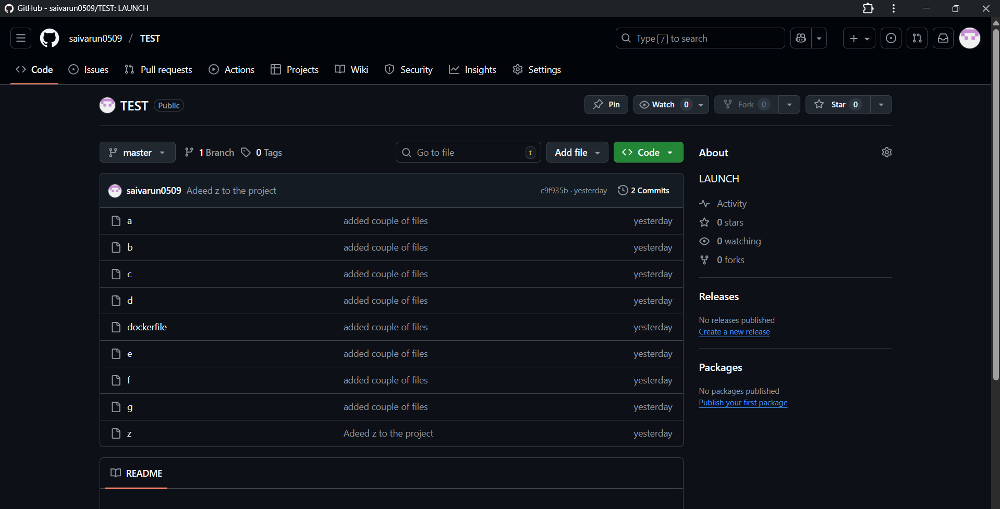 GitHub - saivarun0509/TEST: LAUNCH
saivarun0509 / TEST
Type / to search
Code Issues Pull requests Actions Projects Wiki Security Insights Settings
TEST Public
Pin Watch 0 Fork 0 Star 0
master 1 Branch 0 Tags
Go to file t Add file Code
saivarun0509 Adeed z to the project c9f935b · yesterday 2 Commits
a added couple of files yesterday
b added couple of files yesterday
c added couple of files yesterday
d added couple of files yesterday
dockerfile added couple of files yesterday
e added couple of files yesterday
f added couple of files yesterday
g added couple of files yesterday
z Adeed z to the project yesterday
README
About
LAUNCH
Activity
0 stars
0 watching
0 forks
Releases
No releases published
Create a new release
Packages
No packages published
Publish your first package